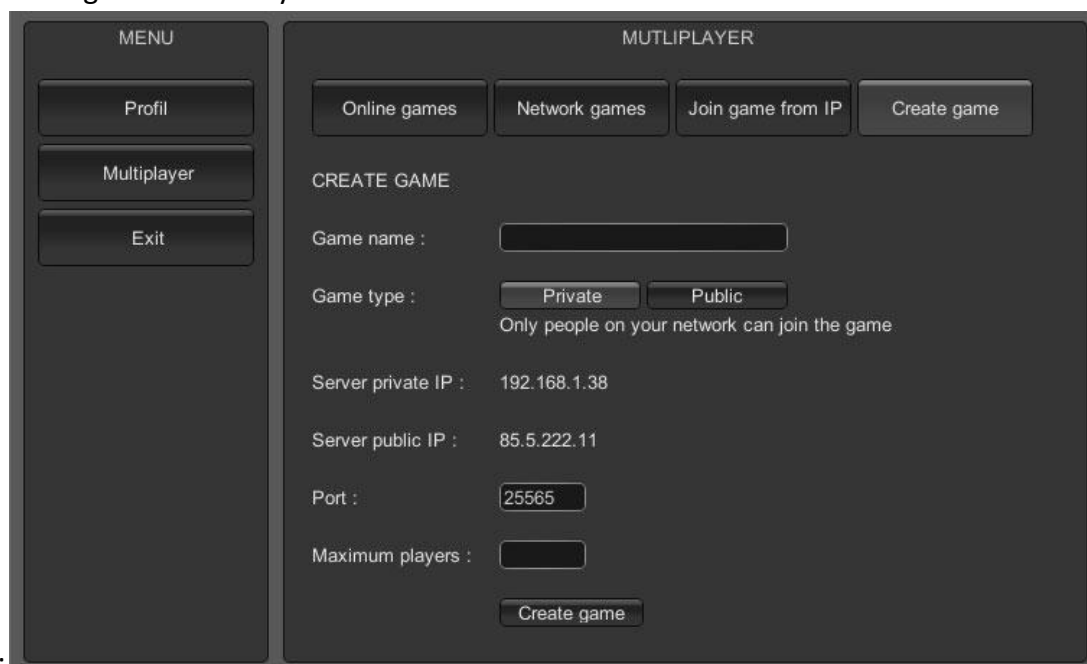 MENU
Profil
Multiplayer
Exit
MUTLIPLAYER
Online games Network games Join game from IP Create game
CREATE GAME
Game name :
Game type : Private Public
Only people on your network can join the game
Server private IP : 192.168.1.38
Server public IP : 85.5.222.11
Port : 25565
Maximum players :
Create game